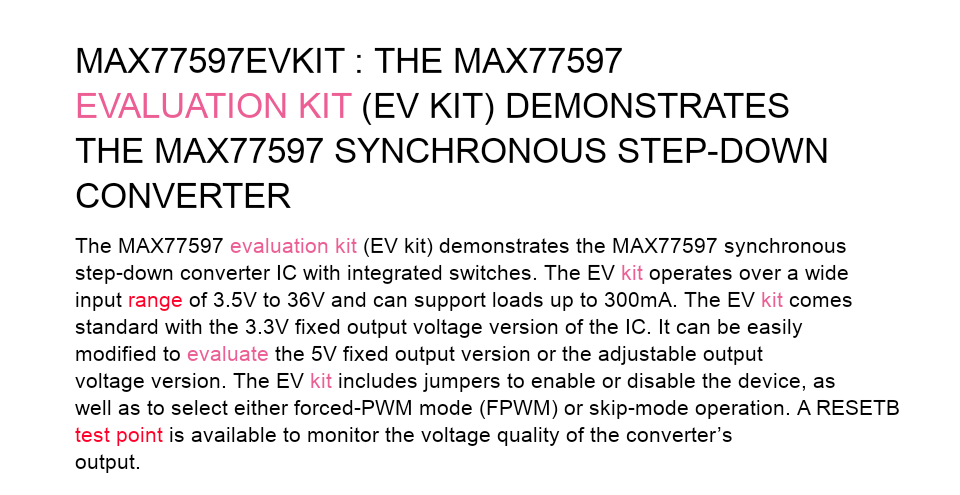 MAX77597EVKIT : THE MAX77597
EVALUATION KIT (EV KIT) DEMONSTRATES
THE MAX77597 SYNCHRONOUS STEP-DOWN
CONVERTER
The MAX77597 evaluation kit (EV kit) demonstrates the MAX77597 synchronous
step-down converter IC with integrated switches. The EV kit operates over a wide
input range of 3.5V to 36V and can support loads up to 300mA. The EV kit comes
standard with the 3.3V fixed output voltage version of the IC. It can be easily
modified to evaluate the 5V fixed output version or the adjustable output
voltage version. The EV kit includes jumpers to enable or disable the device, as
well as to select either forced-PWM mode (FPWM) or skip-mode operation. A RESETB
test point is available to monitor the voltage quality of the converter’s
output.